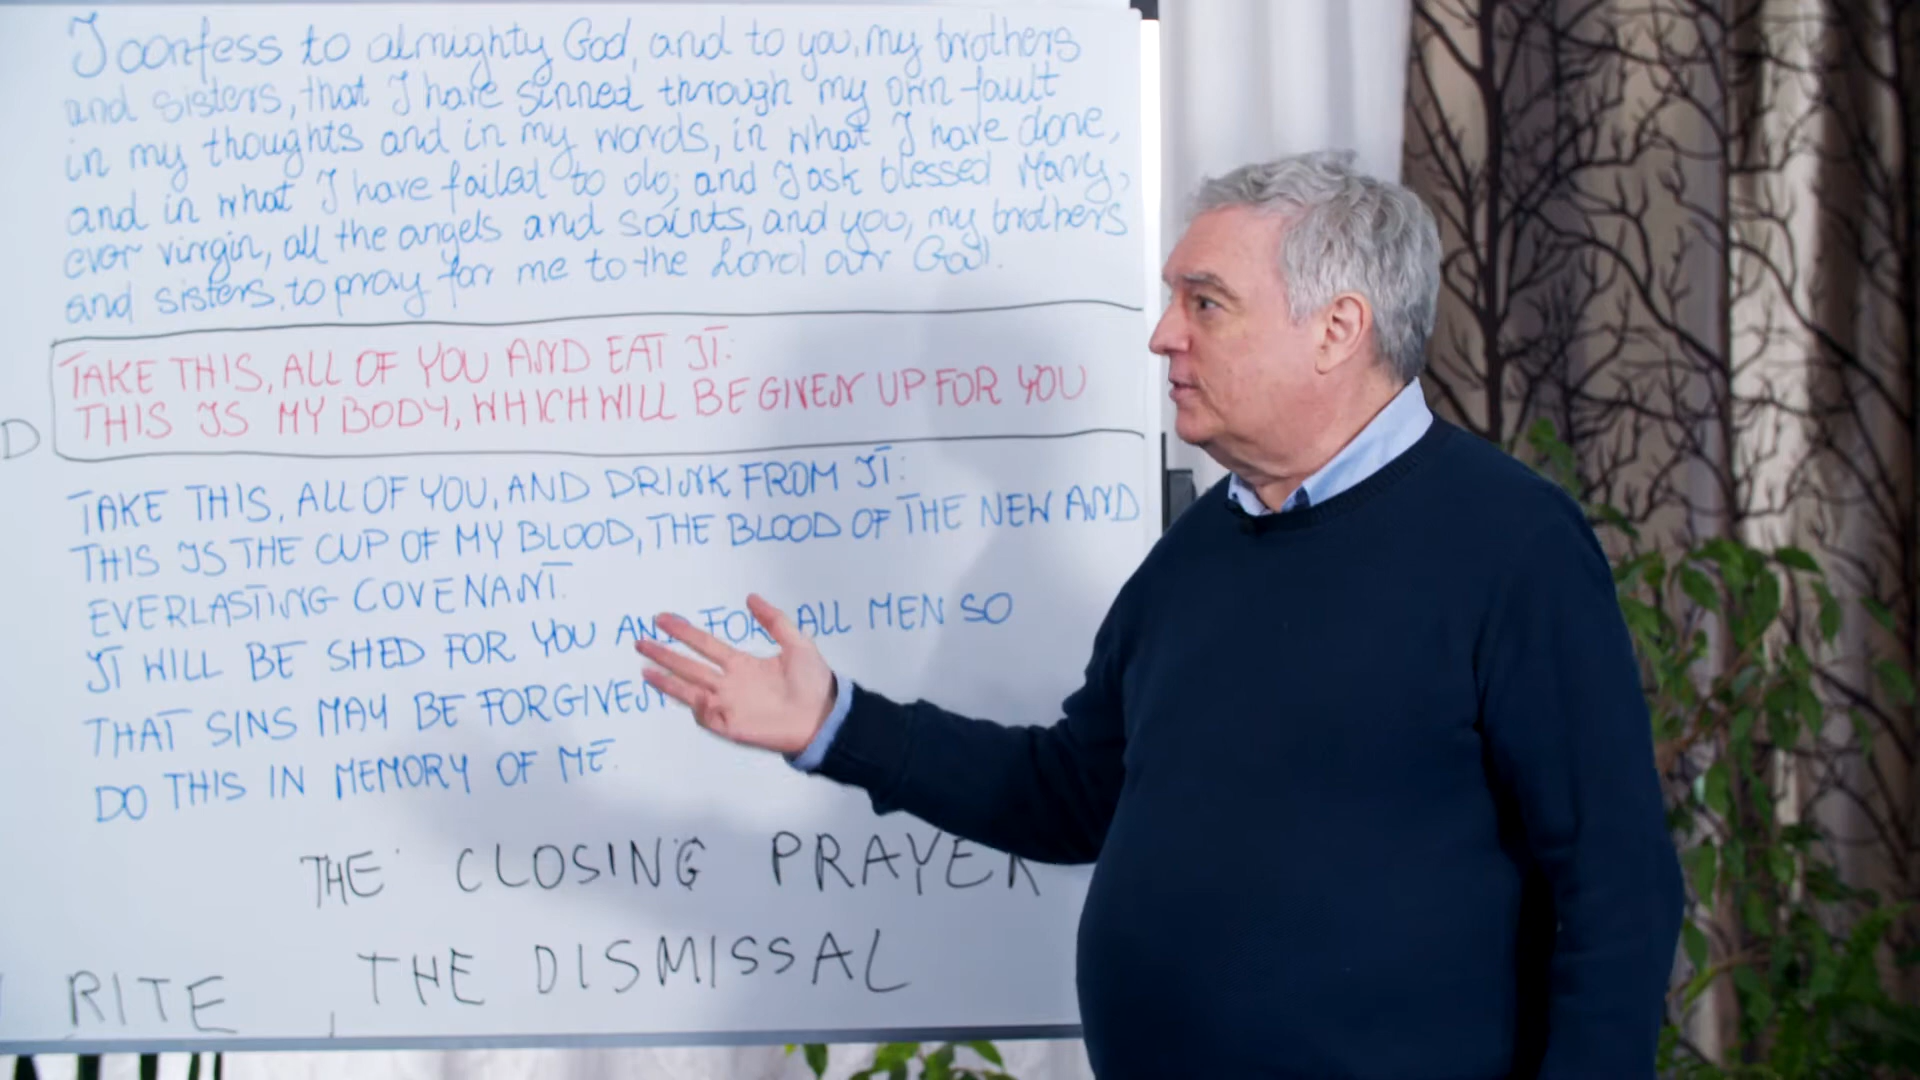 I confess to almighty God, and to you, my brothers
and sisters, that I have sinned through my own fault
in my thoughts and in my words, in what I have done,
and in what I have failed to do; and I ask blessed Mary,
ever virgin, all the angels and saints, and you, my brothers
and sisters, to pray for me to the Lord our God.
TAKE THIS, ALL OF YOU AND EAT IT:
THIS IS MY BODY, WHICH WILL BE GIVEN UP FOR YOU
D
TAKE THIS, ALL OF YOU, AND DRINK FROM IT:
THIS IS THE CUP OF MY BLOOD, THE BLOOD OF THE NEW AND
EVERLASTING COVENANT.
IT WILL BE SHED FOR YOU AND FOR ALL MEN SO
THAT SINS MAY BE FORGIVEN
DO THIS IN MEMORY OF ME.
THE CLOSING PRAYER
THE DISMISSAL
RITE